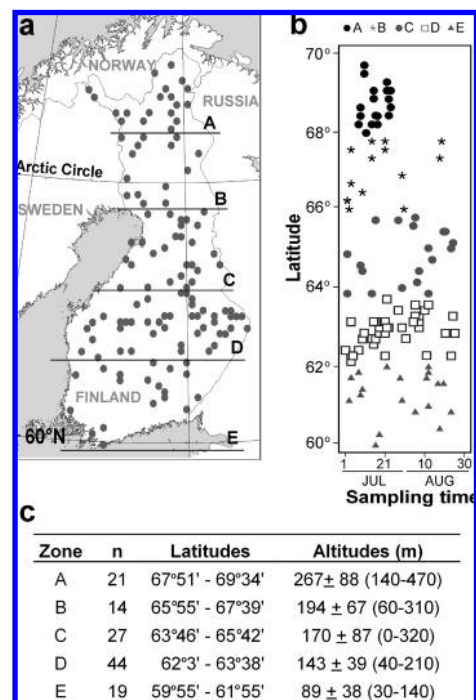 a
NORWAY
RUSSIA
A
Arctic Circle
B
SWEDEN
C
D
FINLAND
60°N
E
b
A B C D E
70°
68°
66°
64°
62°
60°
Latitude
1 21 10 30
JUL AUG
Sampling time
c
Zone n Latitudes Altitudes (m)
A 21 67°51' - 69°34' 267± 88 (140-470)
B 14 65°55' - 67°39' 194 ± 67 (60-310)
C 27 63°46' - 65°42' 170 ± 87 (0-320)
D 44 62°3' - 63°38' 143 ± 39 (40-210)
E 19 59°55' - 61°55' 89 ± 38 (30-140)